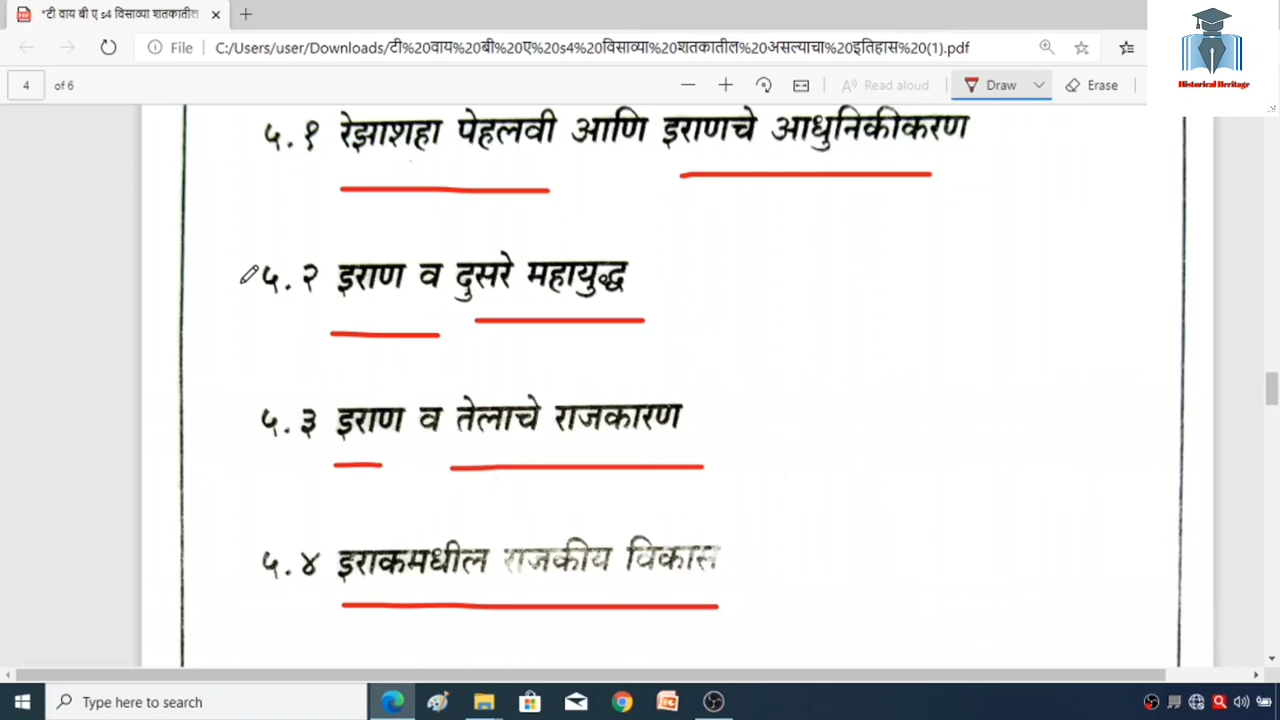 *टी वाय बी ए s4 विसाव्या शतकातील
File C:/Users/user/Downloads/टी%20वाय%20बी%20ए%20s4%20विसाव्या%20शतकातील%20असल्याचा%20इतिहास%20(1).pdf
4 of 6 Read aloud Draw Erase
Historical Heritage
५.१ रेझाशहा पेहलवी आणि इराणचे आधुनिकीकरण
५.२ इराण व दुसरे महायुद्ध
५.३ इराण व तेलाचे राजकारण
५.४ इराकमधील राजकीय विकास
Type here to search